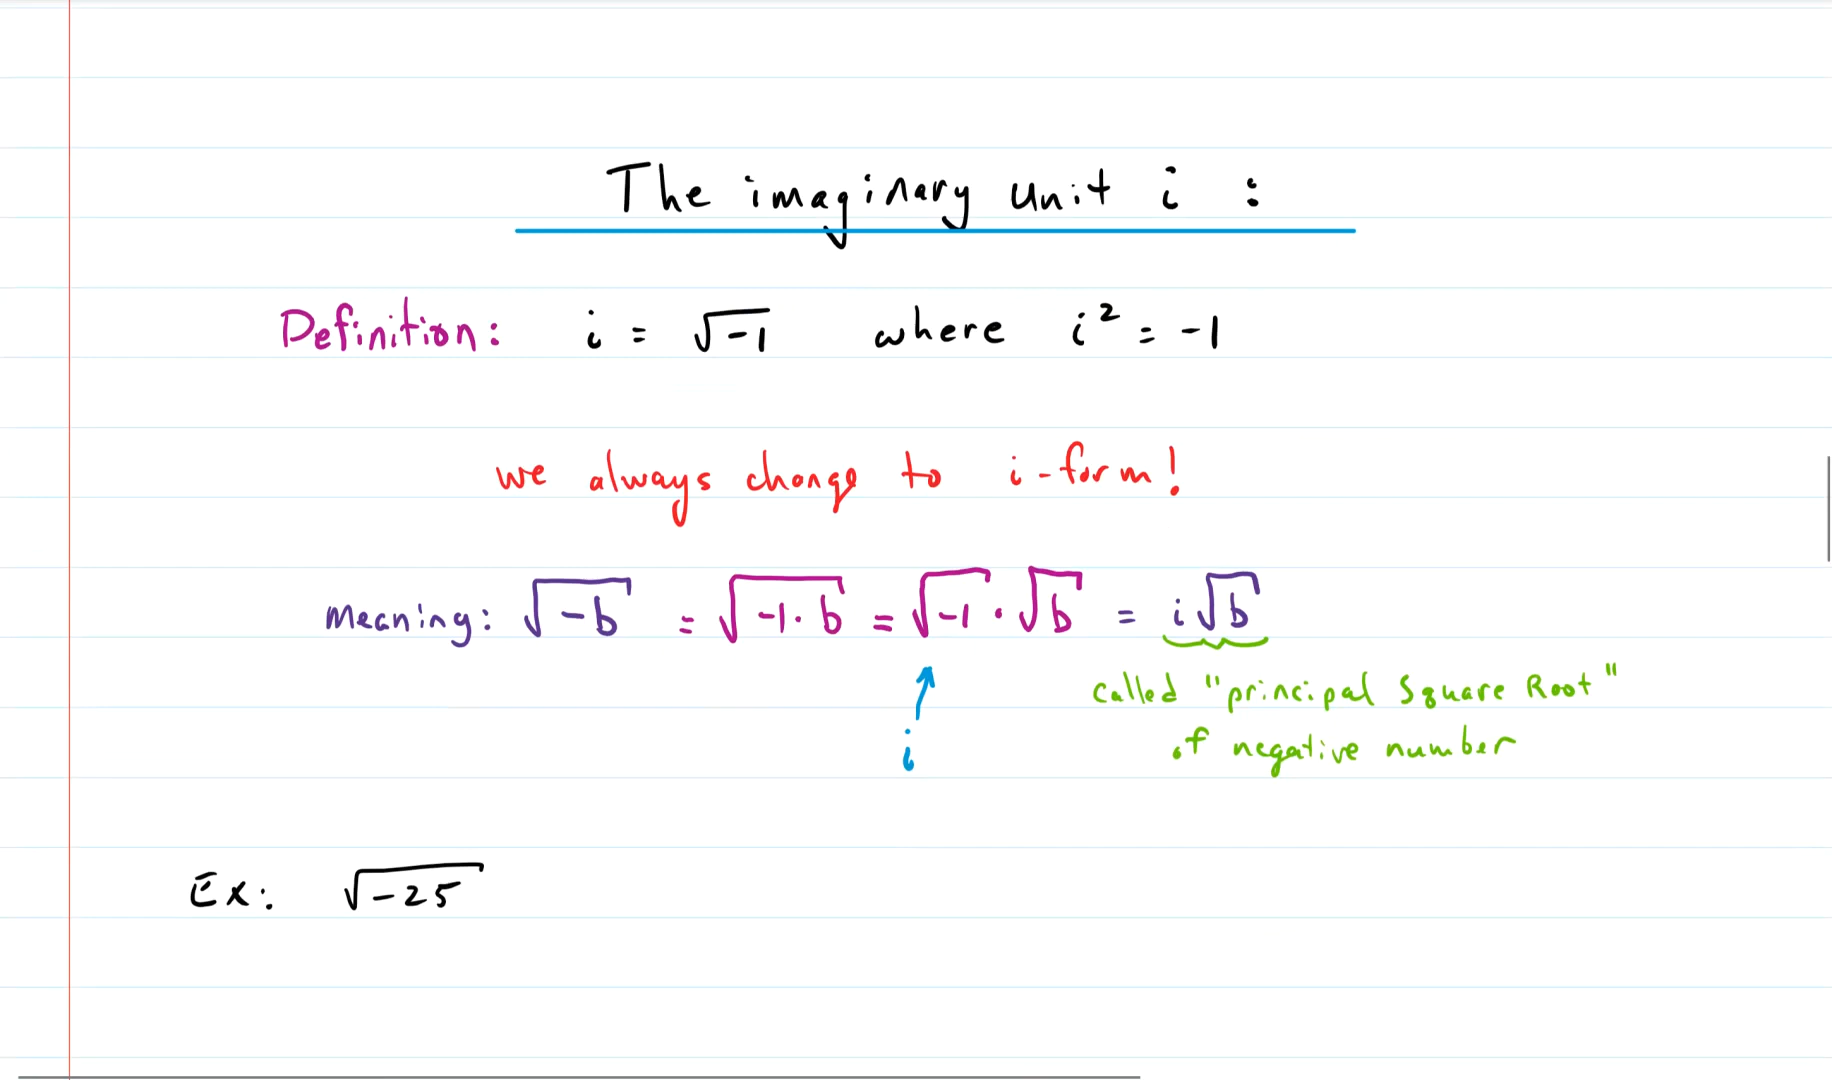 The imaginary unit i :
Definition: i = √-1 where i² = -1
we always change to i-form!
Meaning: √-b = √-1·b = √-1 · √b = i√b
i
called "principal Square Root"
of negative number
Ex: √-25